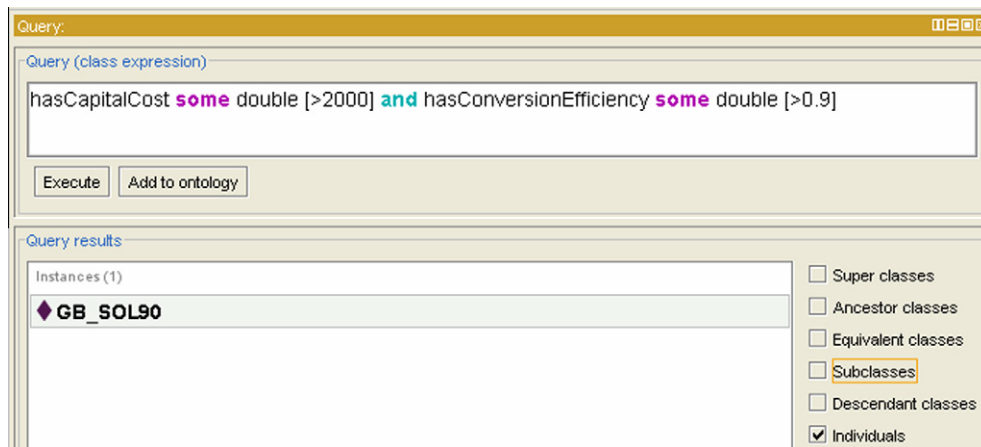 Query:
Query (class expression)
hasCapitalCost some double [>2000] and hasConversionEfficiency some double [>0.9]
Execute
Add to ontology
Query results
Instances (1)
GB_SOL90
Super classes
Ancestor classes
Equivalent classes
Subclasses
Descendant classes
Individuals